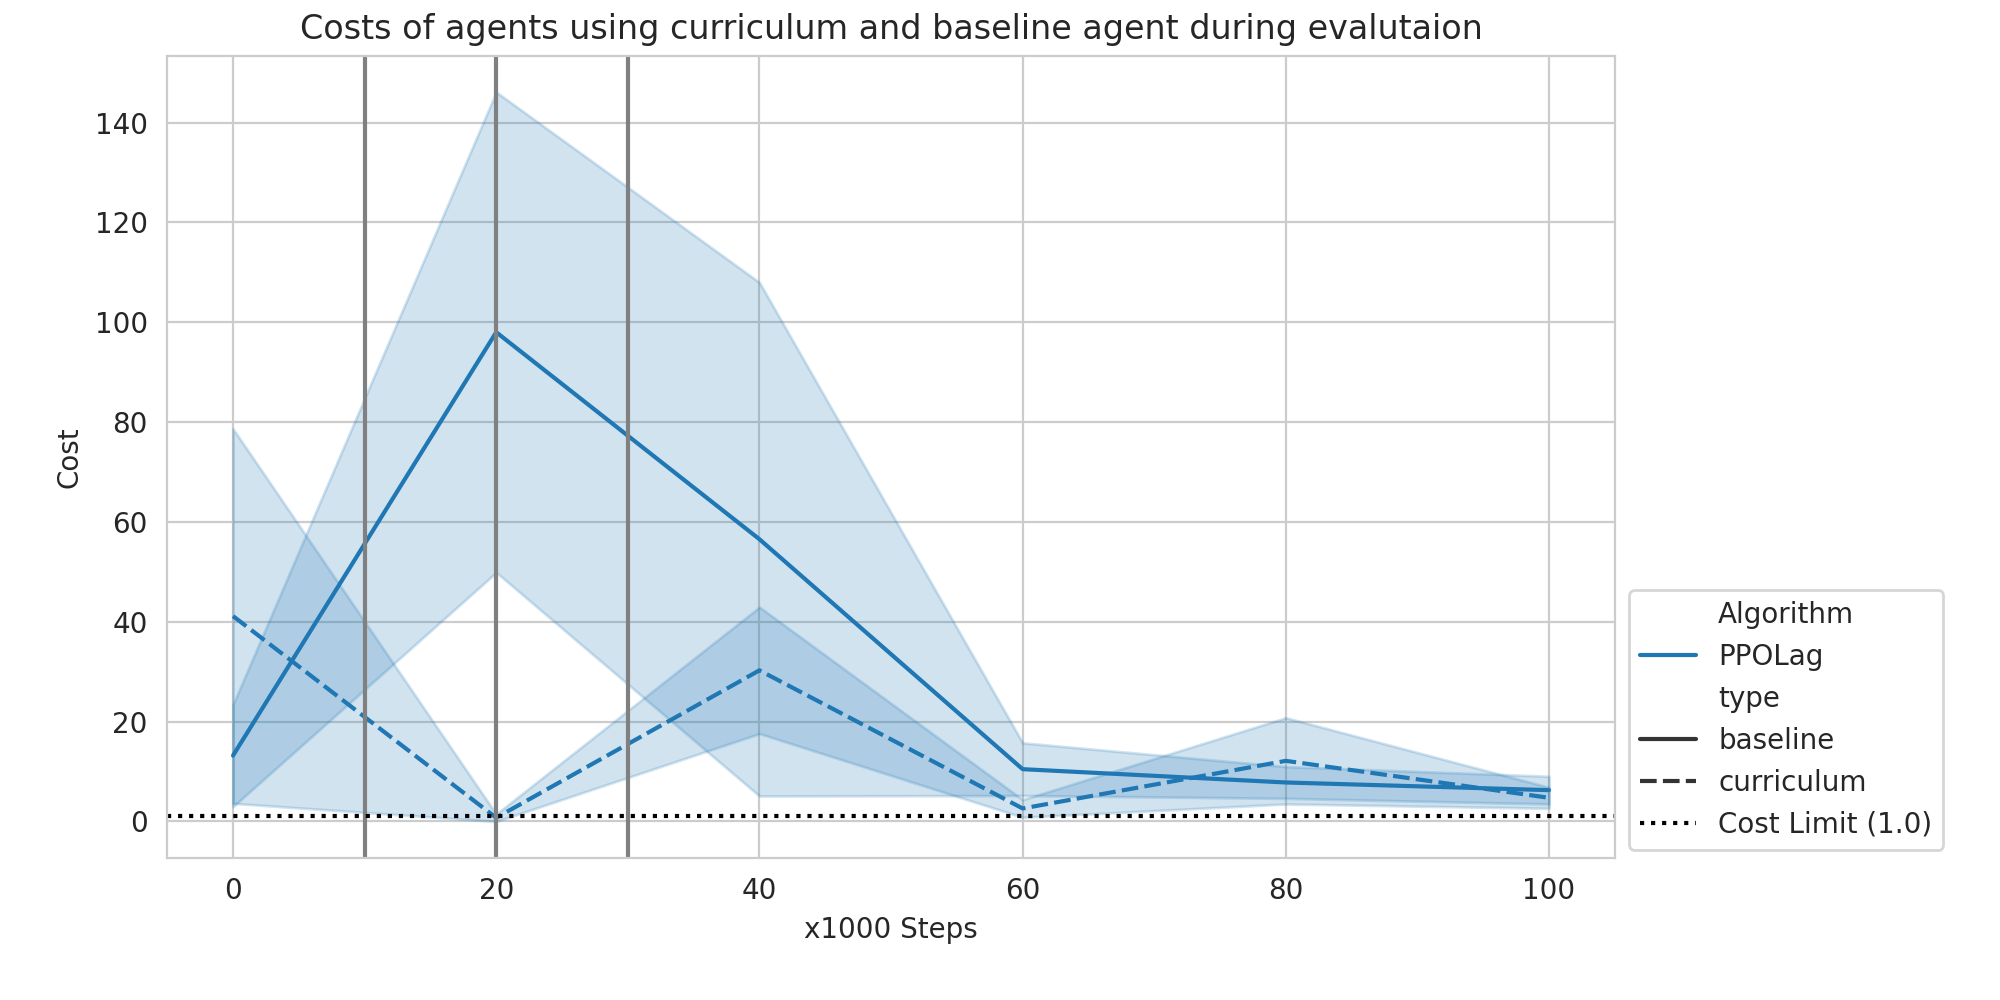 Costs of agents using curriculum and baseline agent during evalutaion
140
120
100
80
60
40
20
0
Cost
0 20 40 60 80 100
x1000 Steps
Algorithm
PPOLag
type
baseline
curriculum
Cost Limit (1.0)